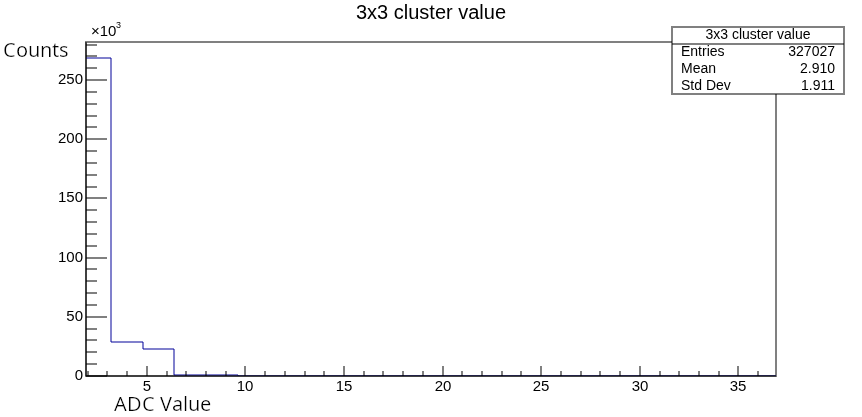 3x3 cluster value
×10³
Counts
3x3 cluster value
Entries 327027
Mean 2.910
Std Dev 1.911
250
200
150
100
50
0
5 10 15 20 25 30 35
ADC Value